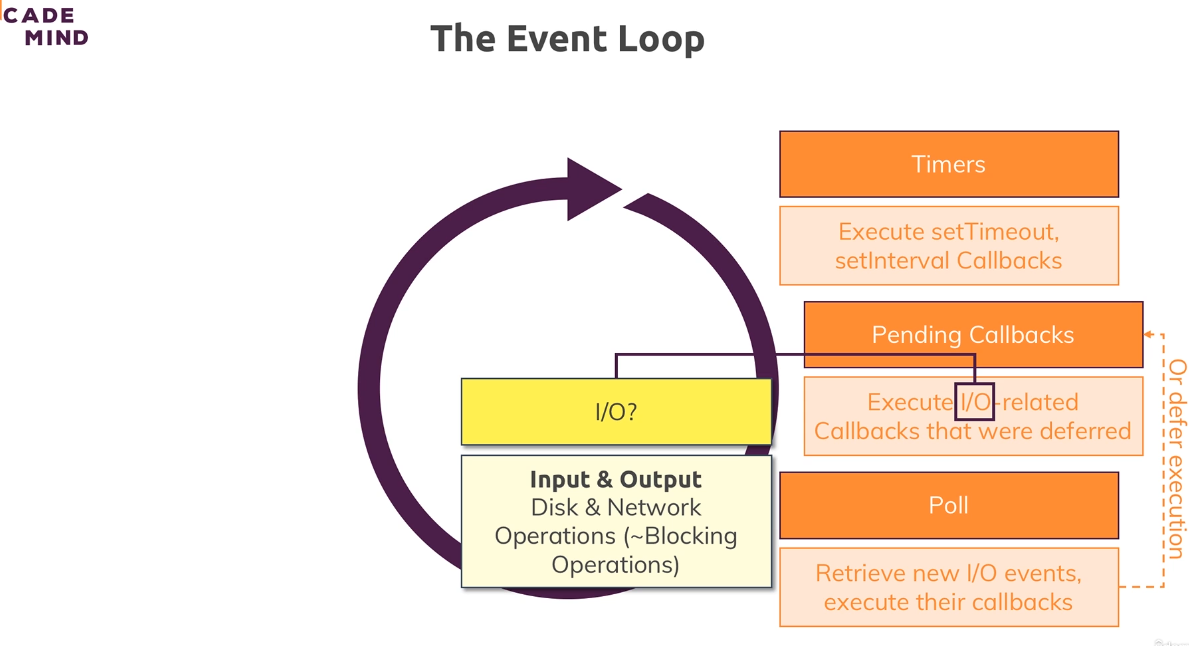 CADE
MIND
The Event Loop
Timers
Execute setTimeout,
setInterval Callbacks
Pending Callbacks
Execute I/O-related
Callbacks that were deferred
Or defer execution
I/O?
Input & Output
Disk & Network
Operations (~Blocking
Operations)
Poll
Retrieve new I/O events,
execute their callbacks